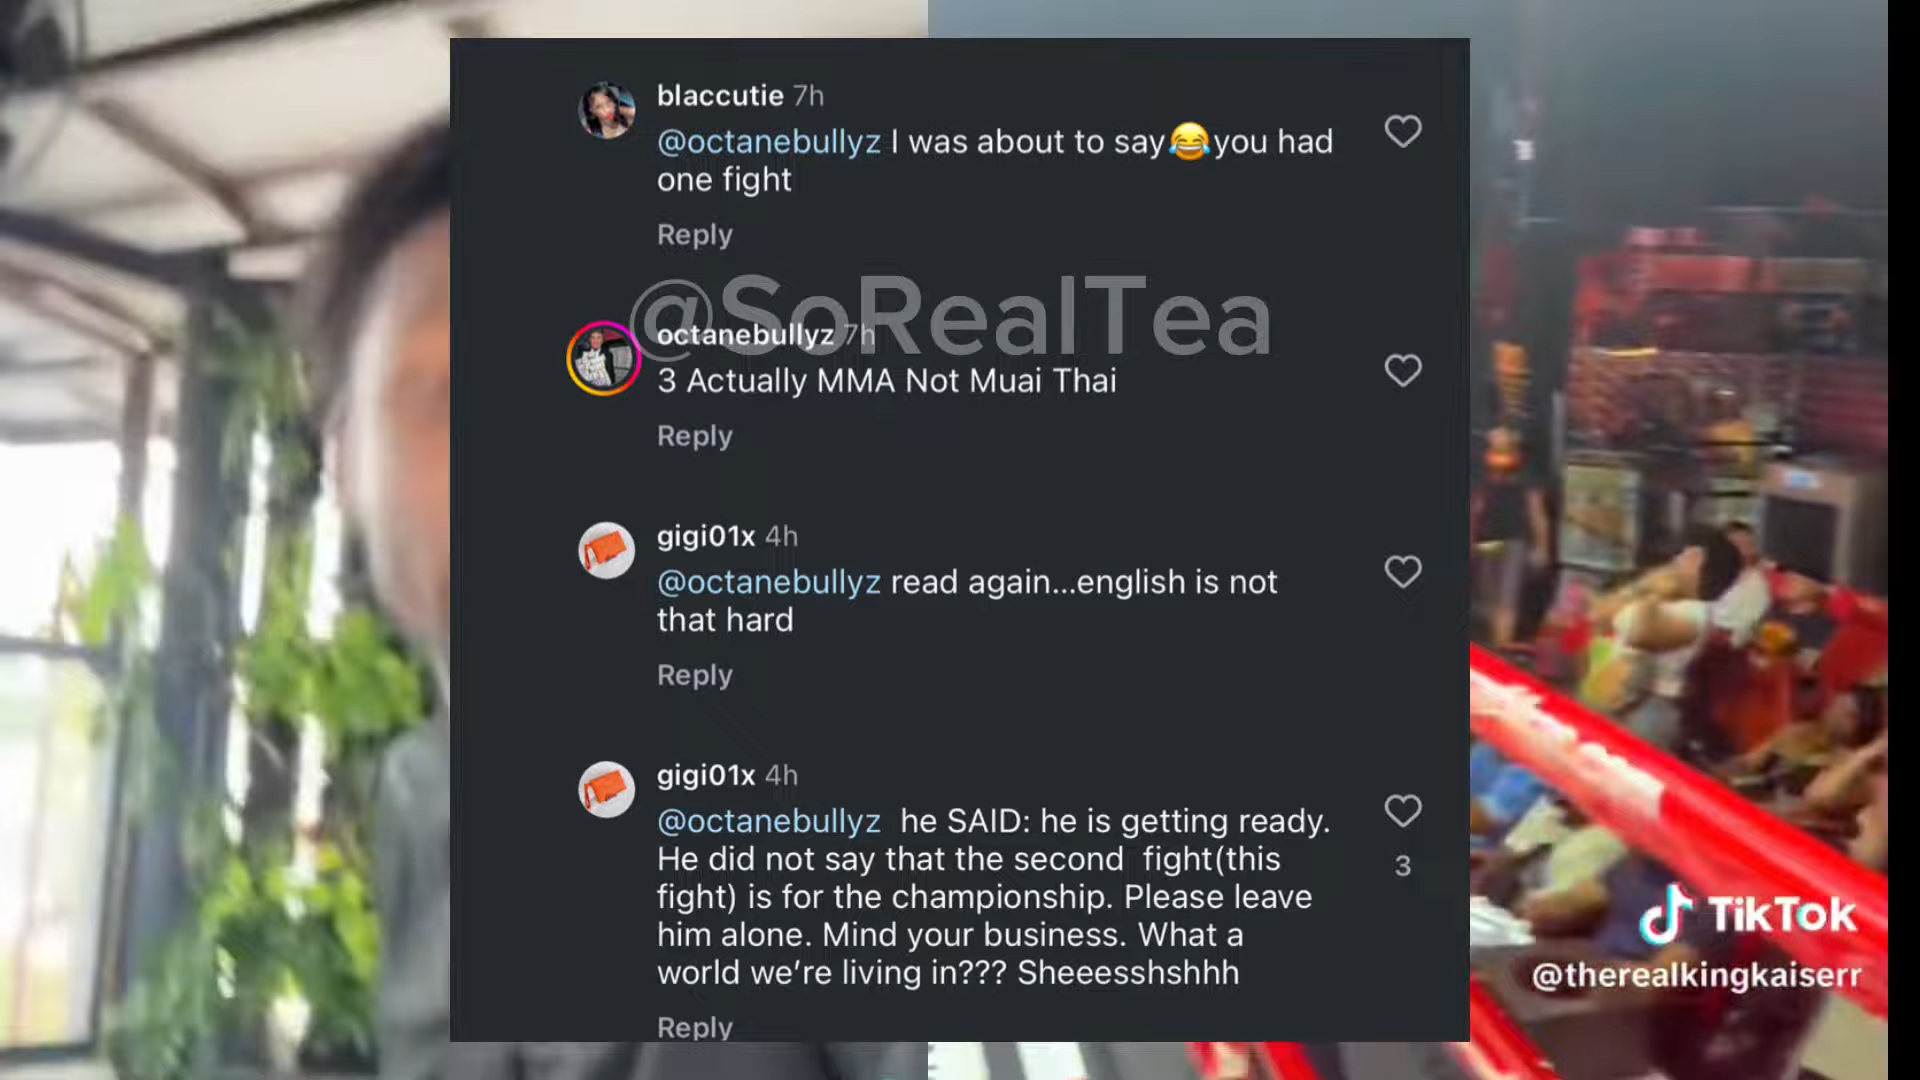 blaccutie 7h
@octanebullyz I was about to say😂you had
one fight
Reply
@SoRealTea
octanebullyz 7h
3 Actually MMA Not Muai Thai
Reply
gigi01x 4h
@octanebullyz read again...english is not
that hard
Reply
gigi01x 4h
@octanebullyz he SAID: he is getting ready.
He did not say that the second fight(this
fight) is for the championship. Please leave
him alone. Mind your business. What a
world we're living in??? Sheeesshshhh
3
Reply
TikTok
@therealkingkaiserr